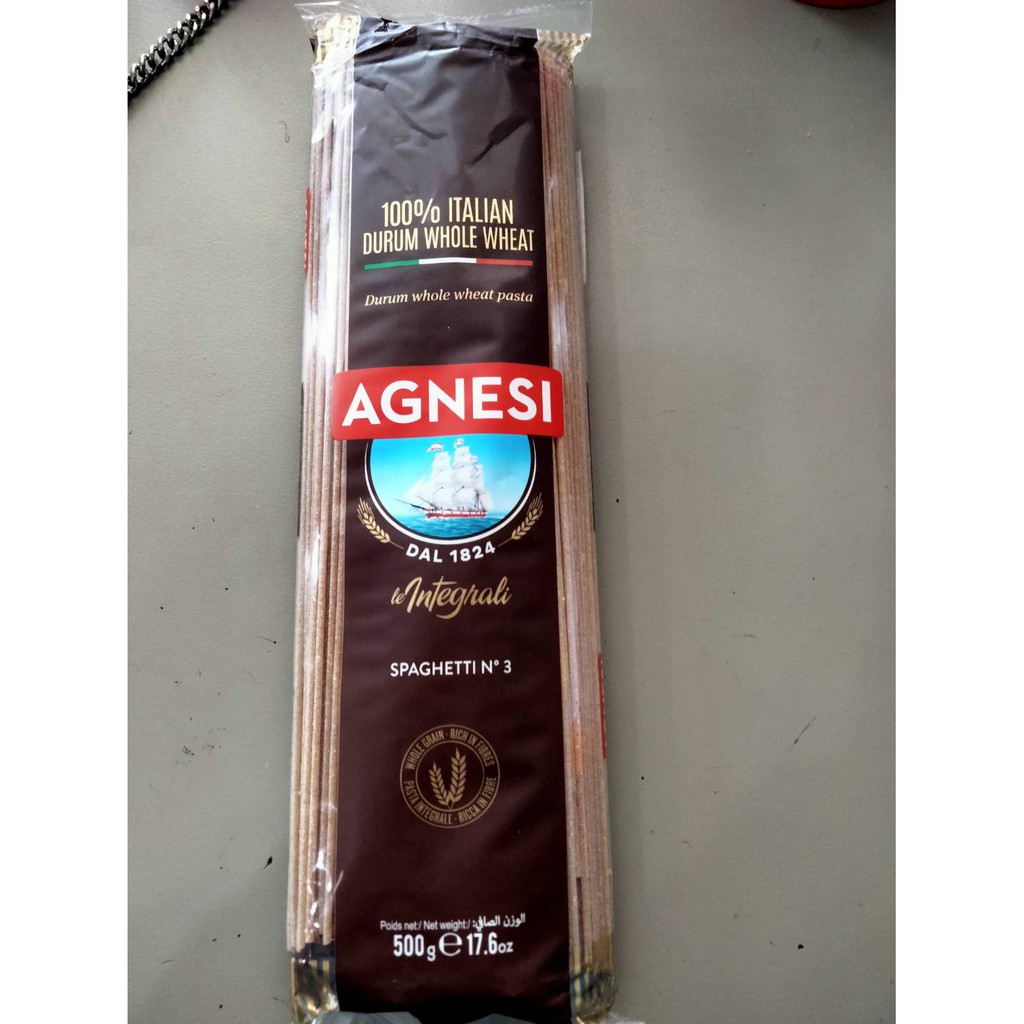 100% ITALIAN
DURUM WHOLE WHEAT
Durum whole wheat pasta
AGNESI
DAL 1824
le Integrali
SPAGHETTI N° 3
WHOLE GRAIN · RICH IN FIBRES
PASTA INTEGRALE · RICCA IN FIBRE
Poids net:/ Net weight:/ الوزن الصافي:
500 g ℮ 17.6oz